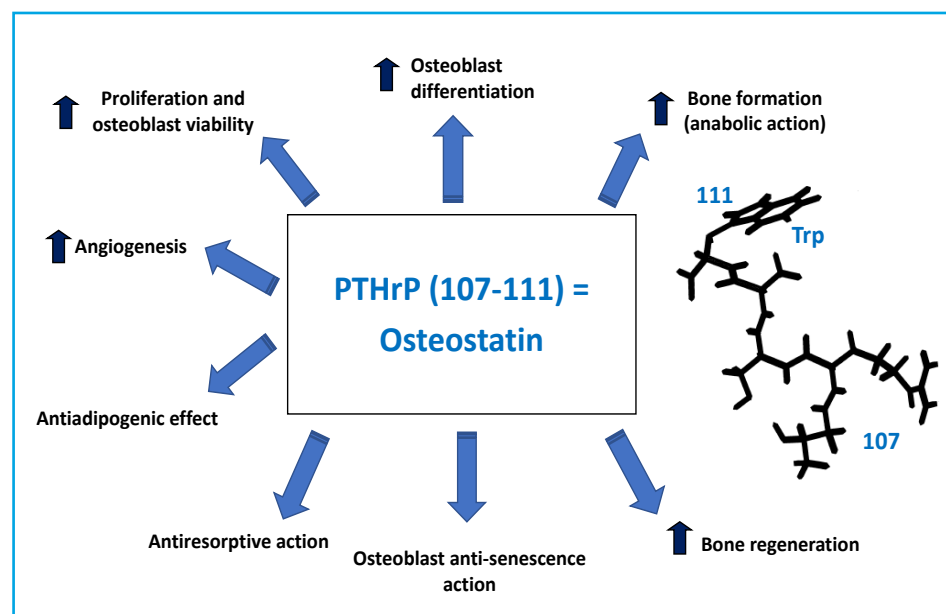 Osteoblast
differentiation
Proliferation and
osteoblast viability
Bone formation
(anabolic action)
111
Trp
Angiogenesis
PTHrP (107-111) =
Osteostatin
Antiadipogenic effect
107
Antiresorptive action
Osteoblast anti-senescence
action
Bone regeneration